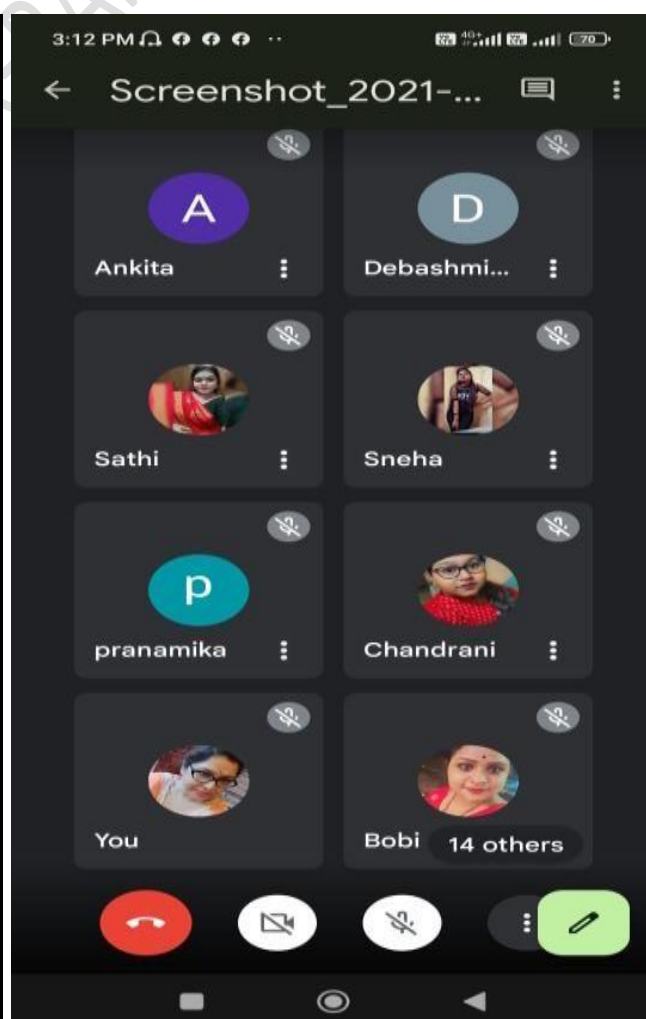 3:12 PM
70
Screenshot_2021-...
A
D
Ankita
Debashmi...
Sathi
Sneha
p
pranamika
Chandrani
You
Bobi
14 others